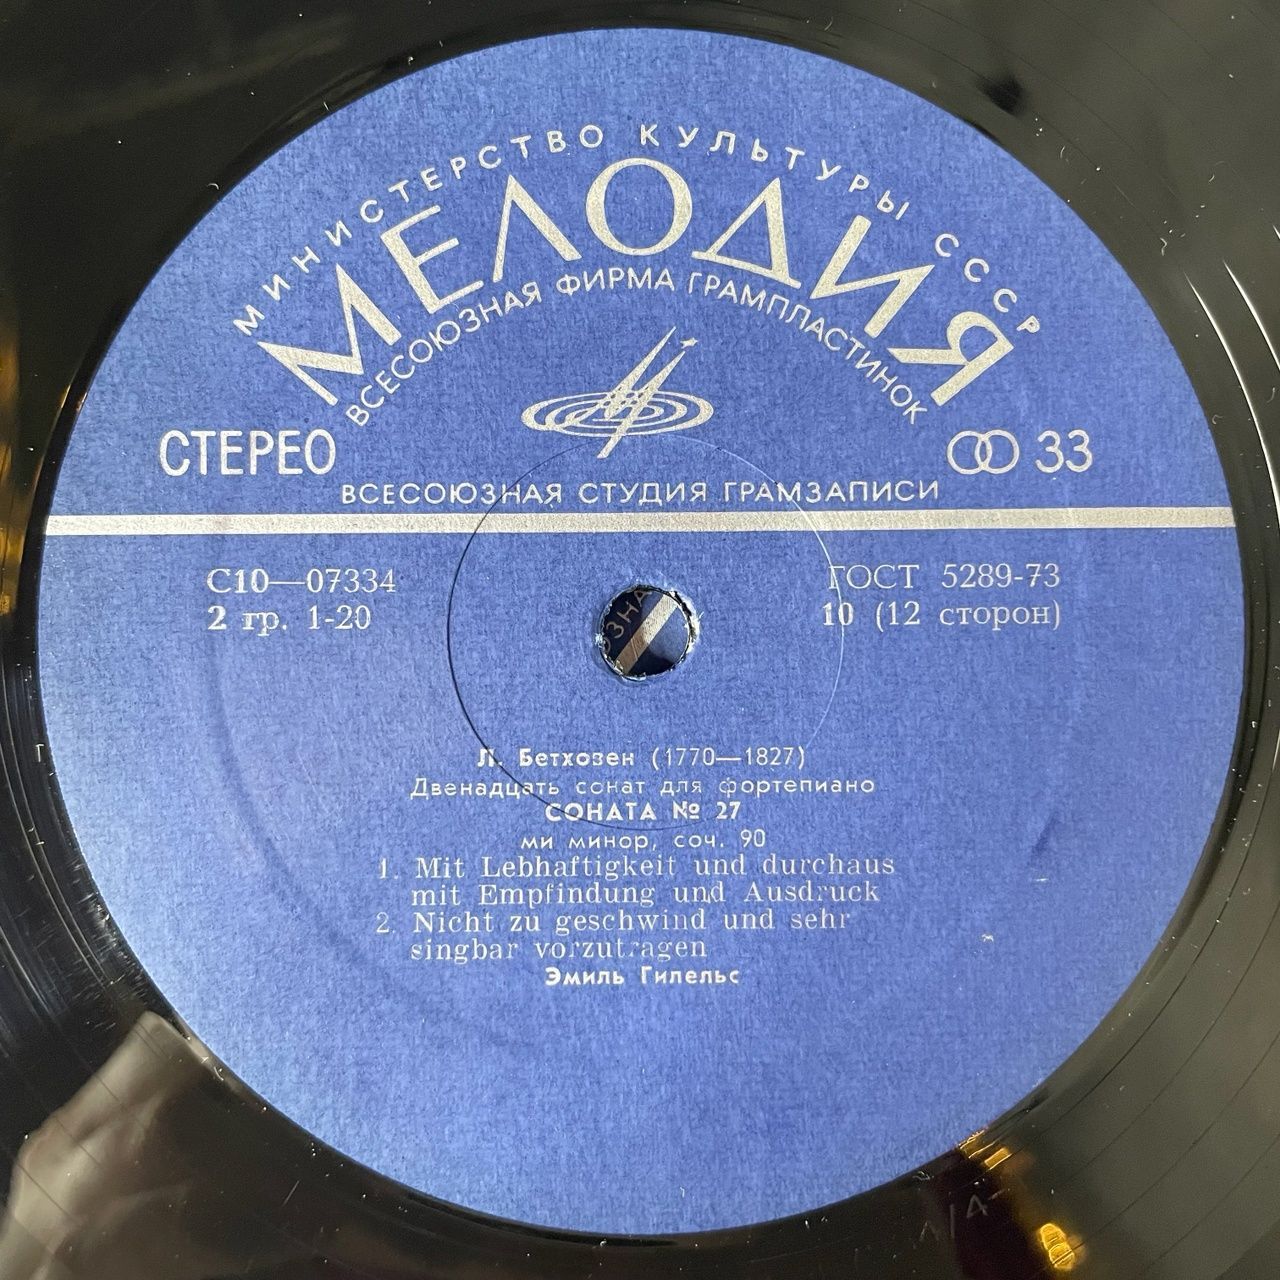 МИНИСТЕРСТВО КУЛЬТУРЫ СССР
МЕЛОДИЯ
ВСЕСОЮЗНАЯ ФИРМА ГРАМПЛАСТИНОК
СТЕРЕО
33
ВСЕСОЮЗНАЯ СТУДИЯ ГРАМЗАПИСИ
С10—07334
ГОСТ 5289-73
2 гр. 1-20
10 (12 сторон)
Л. Бетховен (1770—1827)
Двенадцать сонат для фортепиано
СОНАТА № 27
ми минор, соч. 90
1. Mit Lebhaftigkeit und durchaus
mit Empfindung und Ausdruck
2. Nicht zu geschwind und sehr
singbar vorzutragen
Эмиль Гилельс